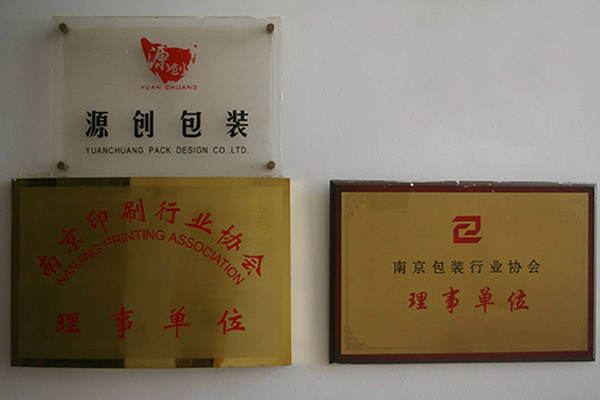 源创
YUAN CHUANG
源创包装
YUANCHUANG PACK DESIGN CO.,LTD.
南京印刷行业协会
NANJING PRINTING ASSOCIATION
理事单位
南京包装行业协会
理事单位